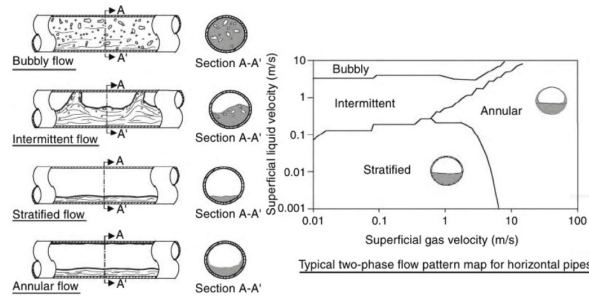 A
A'
Bubbly flow
Section A-A'
A
A'
Intermittent flow
Section A-A'
A
A'
Stratified flow
Section A-A'
A
A'
Annular flow
Section A-A'
Superficial liquid velocity (m/s)
10
1
0.1
0.01
0.001
Bubbly
Intermittent
Annular
Stratified
0.01
0.1
1
10
100
Superficial gas velocity (m/s)
Typical two-phase flow pattern map for horizontal pipes